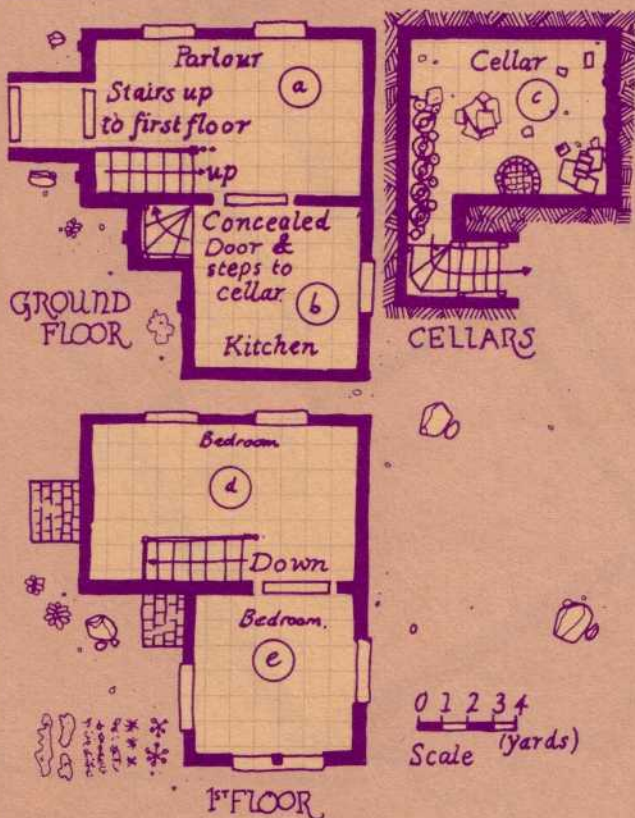 Parlour
a
Stairs up
to first floor
up
Concealed
Door &
steps to
cellar
b
Kitchen
GROUND
FLOOR
Cellar
c
CELLARS
Bedroom
d
Down
Bedroom.
e
1ST FLOOR
0 1 2 3 4
Scale (yards)